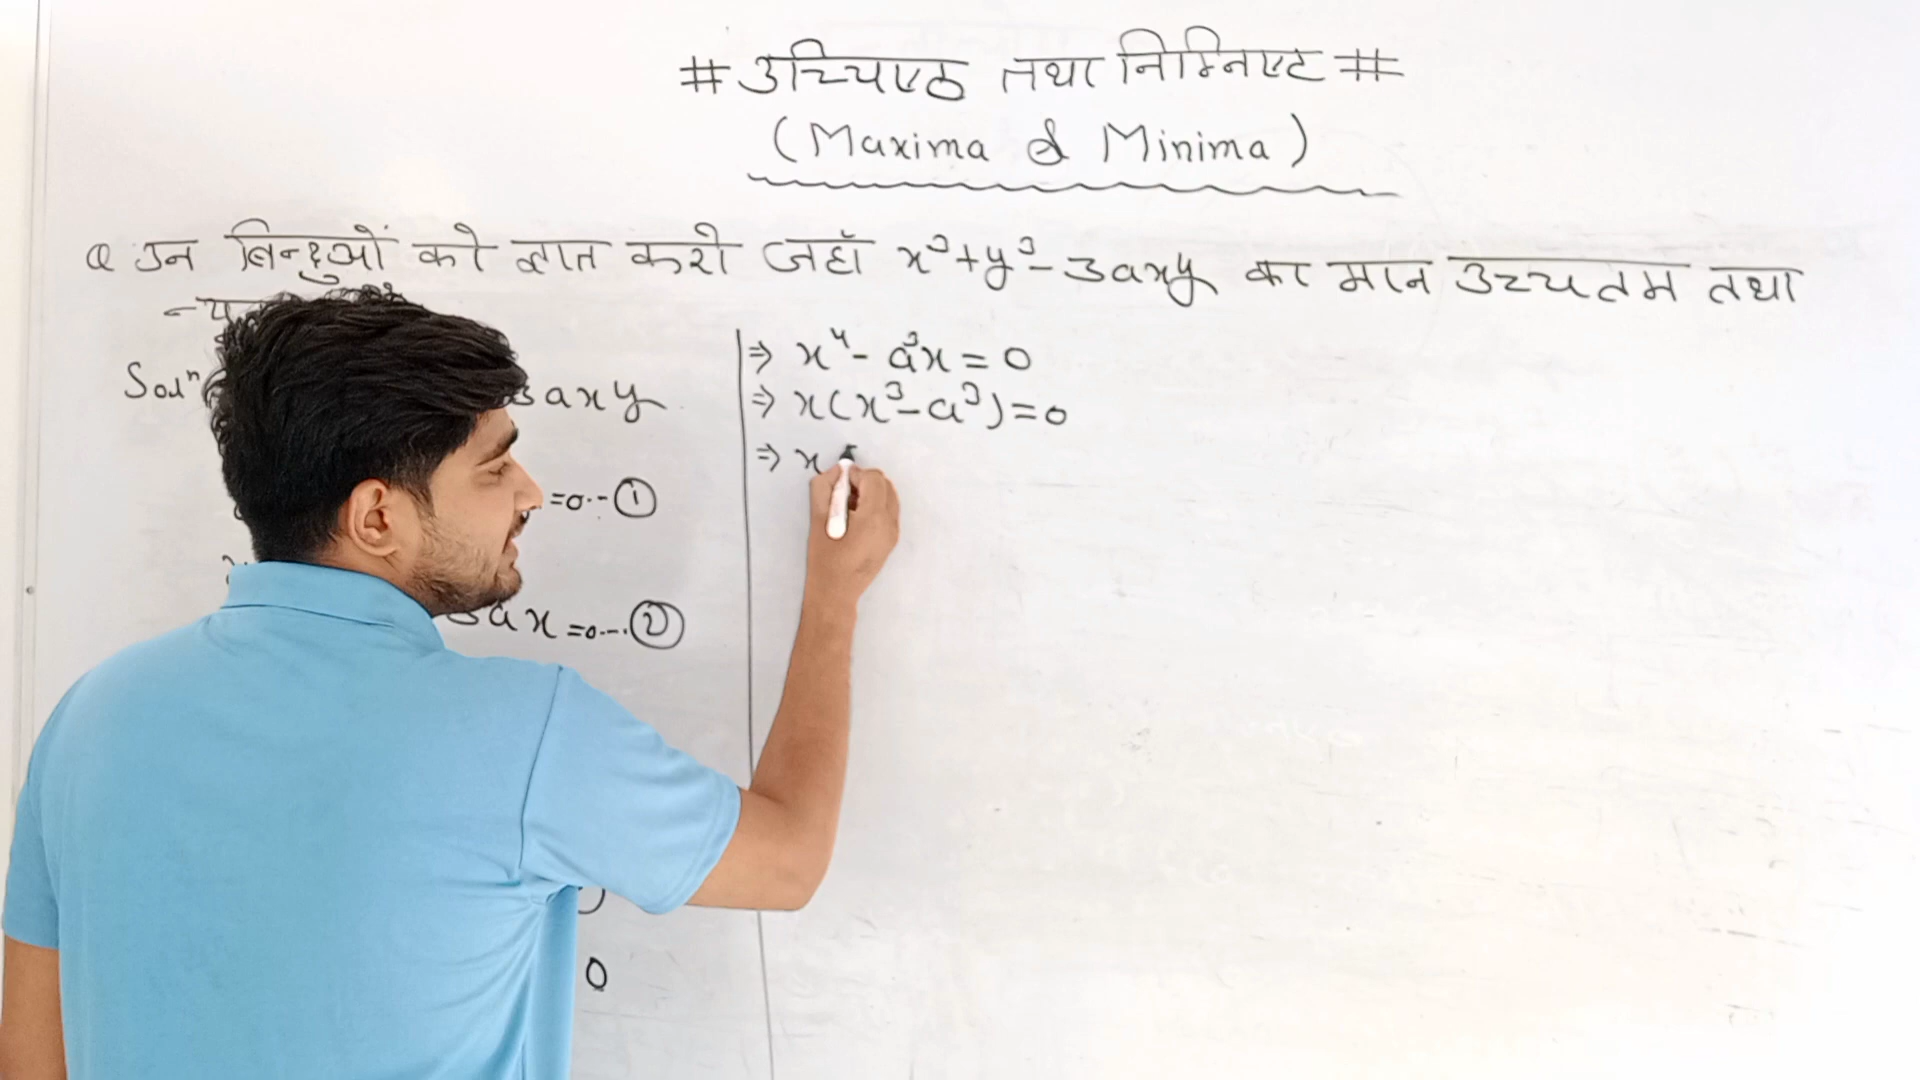 # उच्चिष्ठ तथा निम्निष्ट #
(Maxima & Minima)
Q उन बिन्दुओं को ज्ञात करो जहाँ x³+y³-3axy का मान उच्चतम तथा
Solⁿ 3axy
=0--①
3ax=0--②
0
⇒ x⁴- a³x = 0
⇒ x(x³-a³)=0
⇒ x